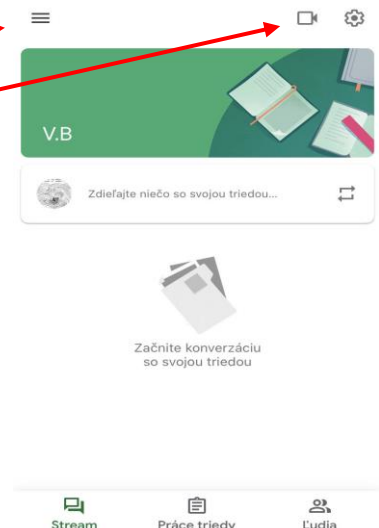 V.B
Zdieľajte niečo so svojou triedou...
Začnite konverzáciu
so svojou triedou
Stream
Práce triedy
Ľudia